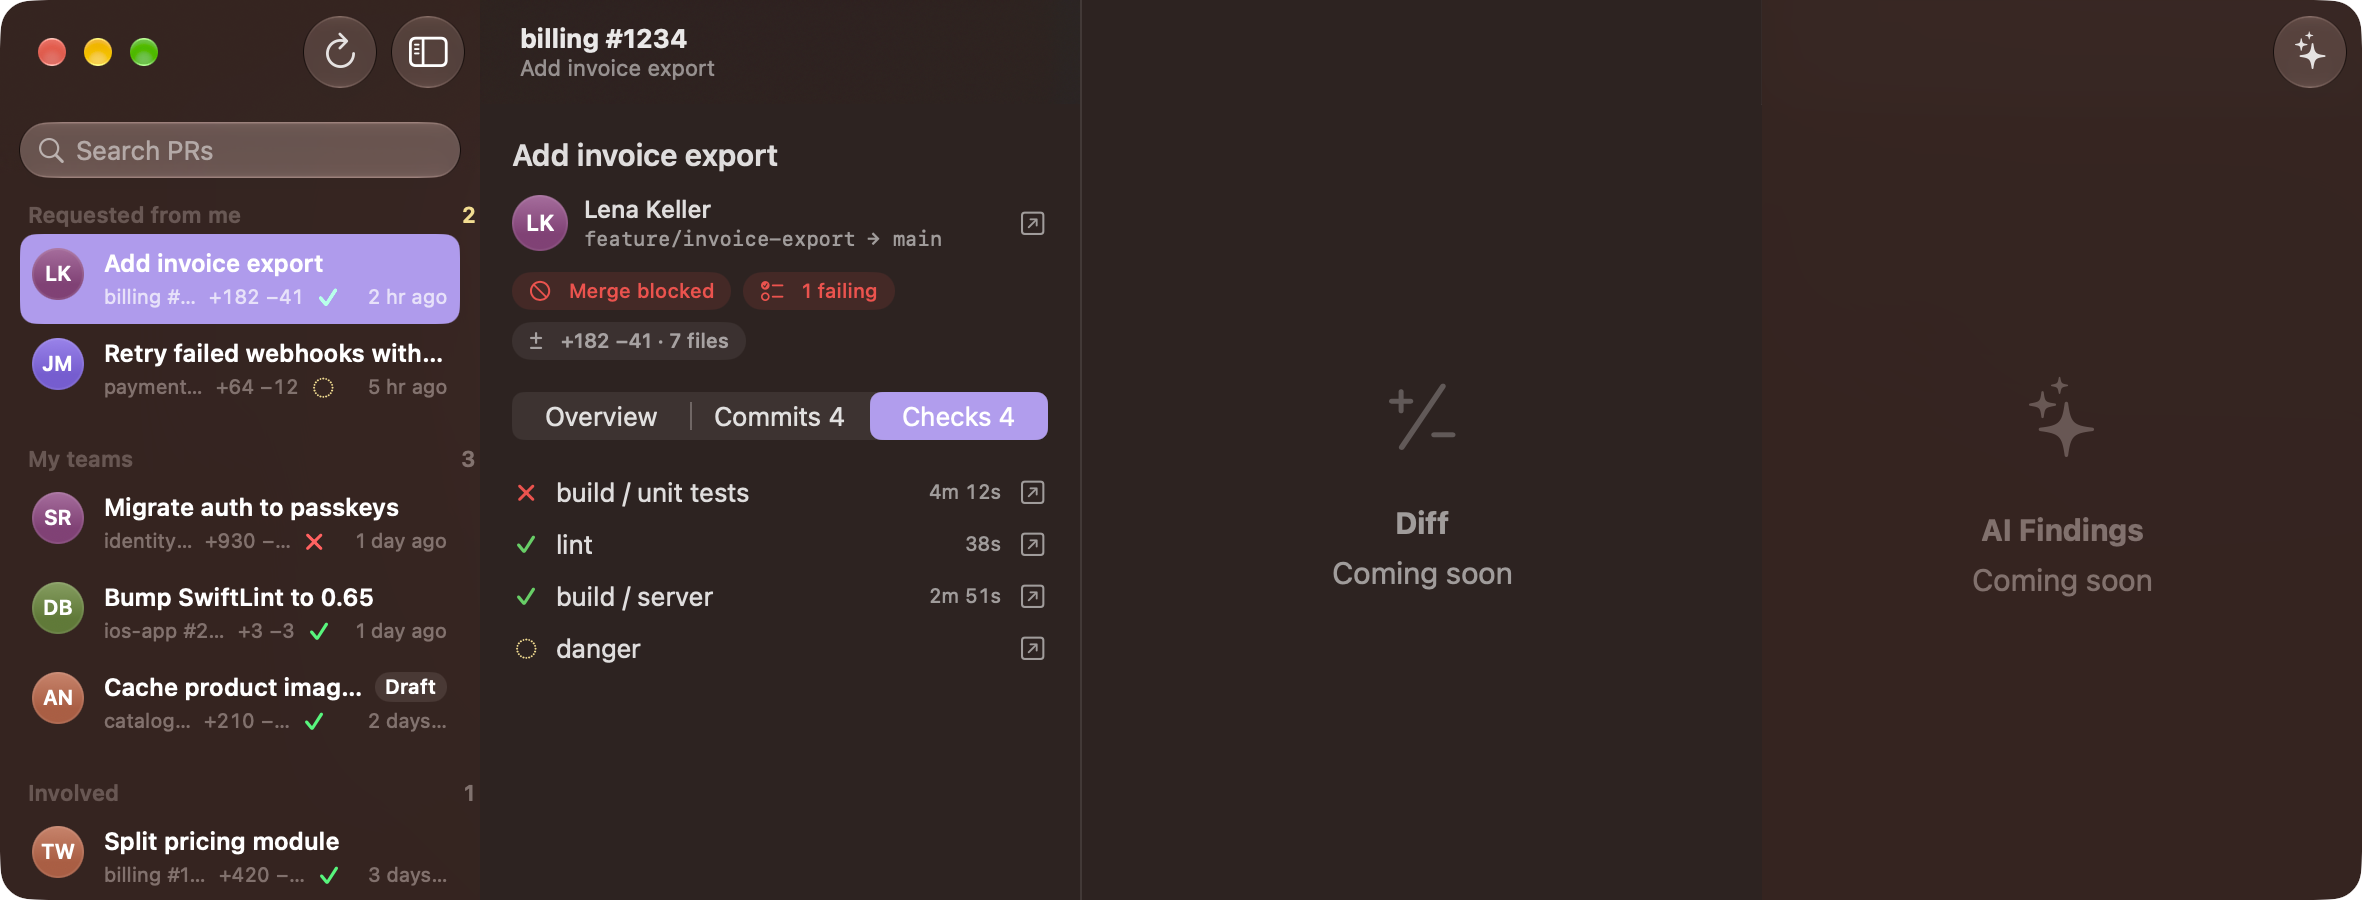 billing #1234
Add invoice export
Search PRs
Requested from me 2
LK Add invoice export
billing #... +182 −41 2 hr ago
JM Retry failed webhooks with...
payment... +64 −12 5 hr ago
My teams 3
SR Migrate auth to passkeys
identity... +930 −... 1 day ago
DB Bump SwiftLint to 0.65
ios-app #2... +3 −3 1 day ago
AN Cache product imag... Draft
catalog... +210 −... 2 days...
Involved 1
TW Split pricing module
billing #1... +420 −... 3 days...
Add invoice export
LK Lena Keller
feature/invoice-export → main
Merge blocked 1 failing
± +182 −41 · 7 files
Overview Commits 4 Checks 4
build / unit tests 4m 12s
lint 38s
build / server 2m 51s
danger
Diff
Coming soon
AI Findings
Coming soon